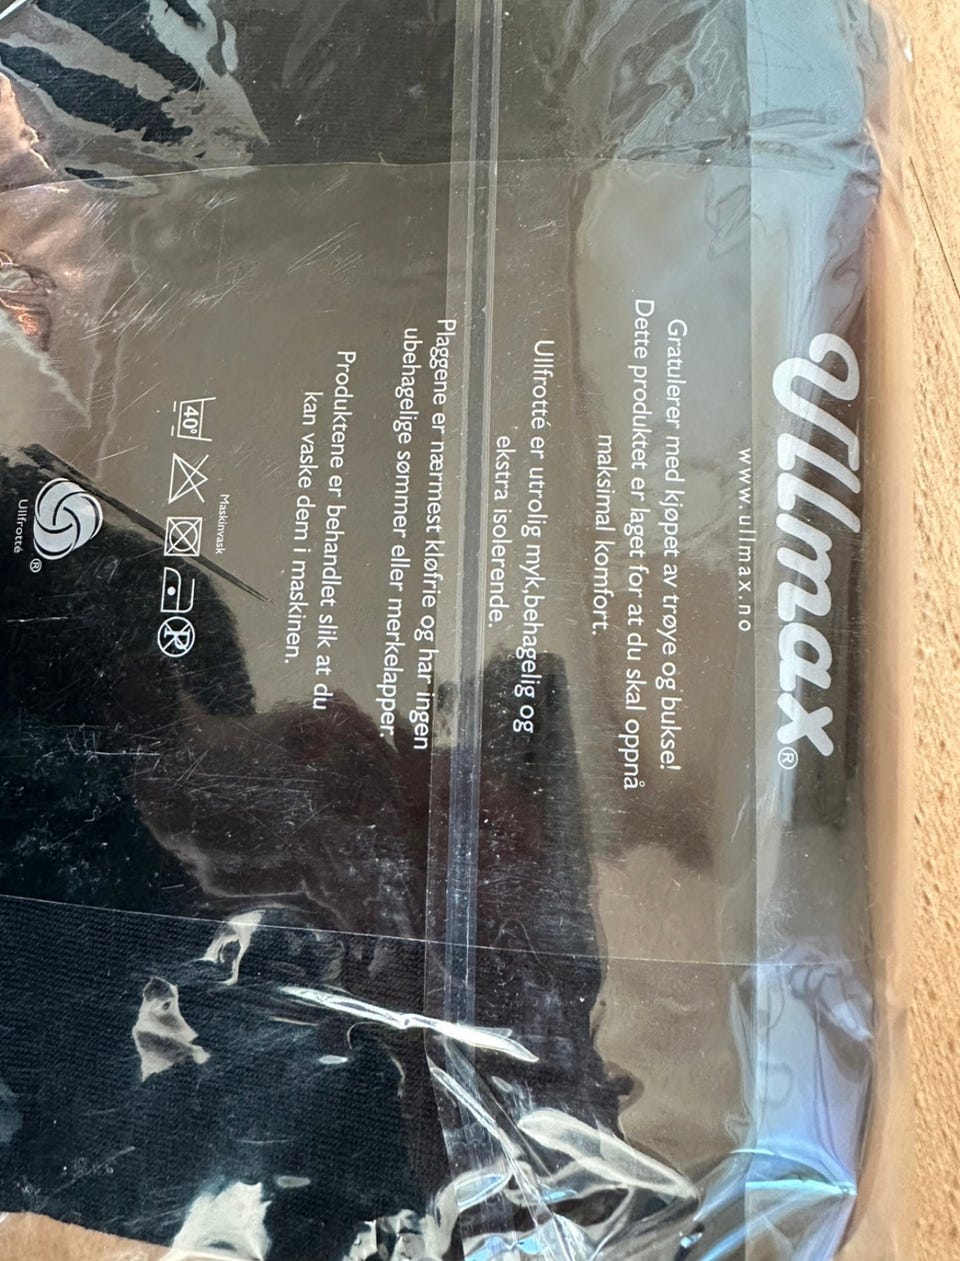 Ullmax®
www.ullmax.no
Gratulerer med kjøpet av trøye og bukse!
Dette produktet er laget for at du skal oppnå
maksimal komfort.
Ullfrotté er utrolig myk,behagelig og
ekstra isolerende.
Plaggene er nærmest kløfrie og har ingen
ubehagelige sømmer eller merkelapper.
Produktene er behandlet slik at du
kan vaske dem i maskinen.
Maskinvask
40° P
®
Ullfrotté